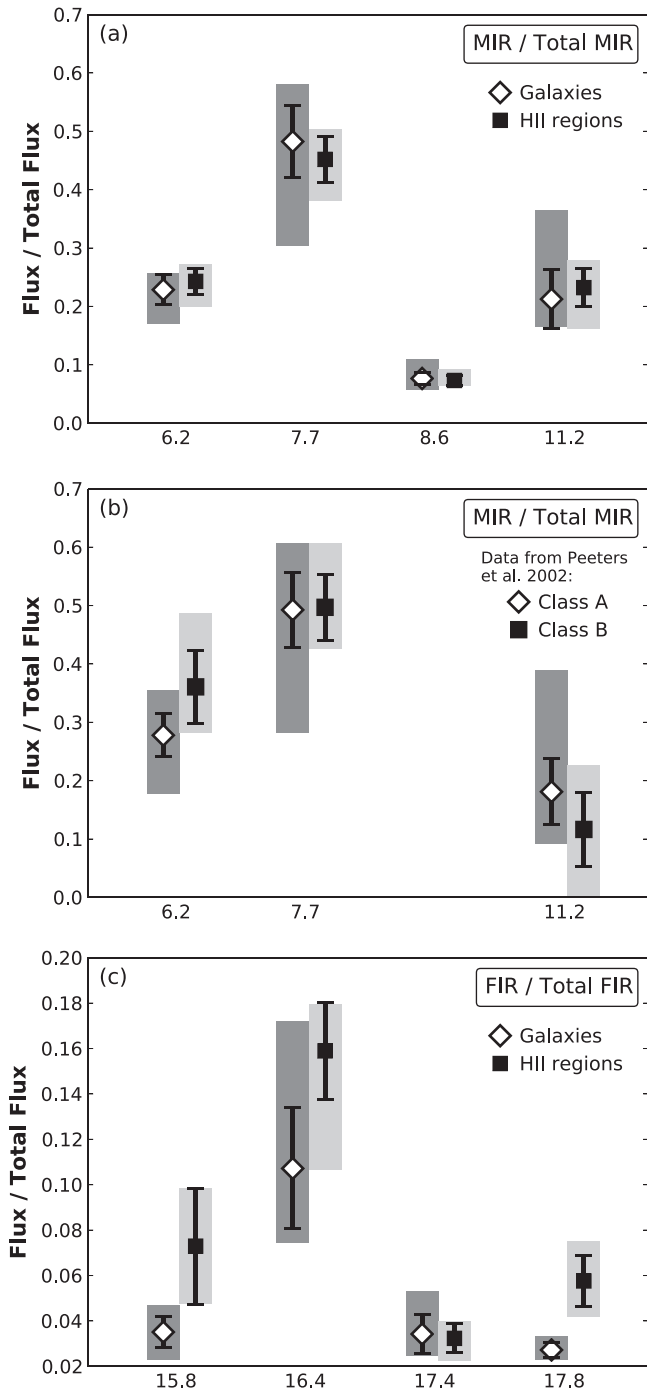 (a)
MIR / Total MIR
Galaxies
HII regions
Flux / Total Flux
0.7
0.6
0.5
0.4
0.3
0.2
0.1
0.0
6.2 7.7 8.6 11.2
(b)
MIR / Total MIR
Data from Peeters
et al. 2002:
Class A
Class B
Flux / Total Flux
0.7
0.6
0.5
0.4
0.3
0.2
0.1
0.0
6.2 7.7 11.2
(c)
FIR / Total FIR
Galaxies
HII regions
Flux / Total Flux
0.20
0.18
0.16
0.14
0.12
0.10
0.08
0.06
0.04
0.02
15.8 16.4 17.4 17.8